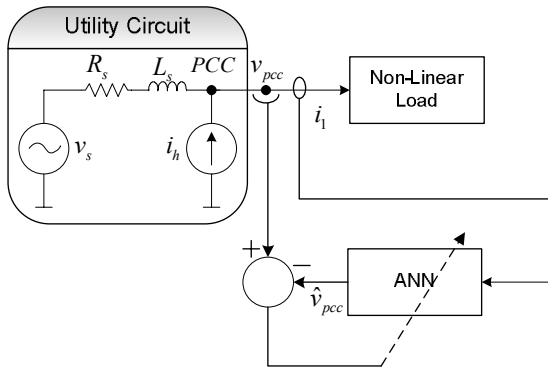 Utility Circuit
R_s L_s PCC v_pcc
v_s i_h i_1
Non-Linear
Load
+ −
ANN
v̂_pcc